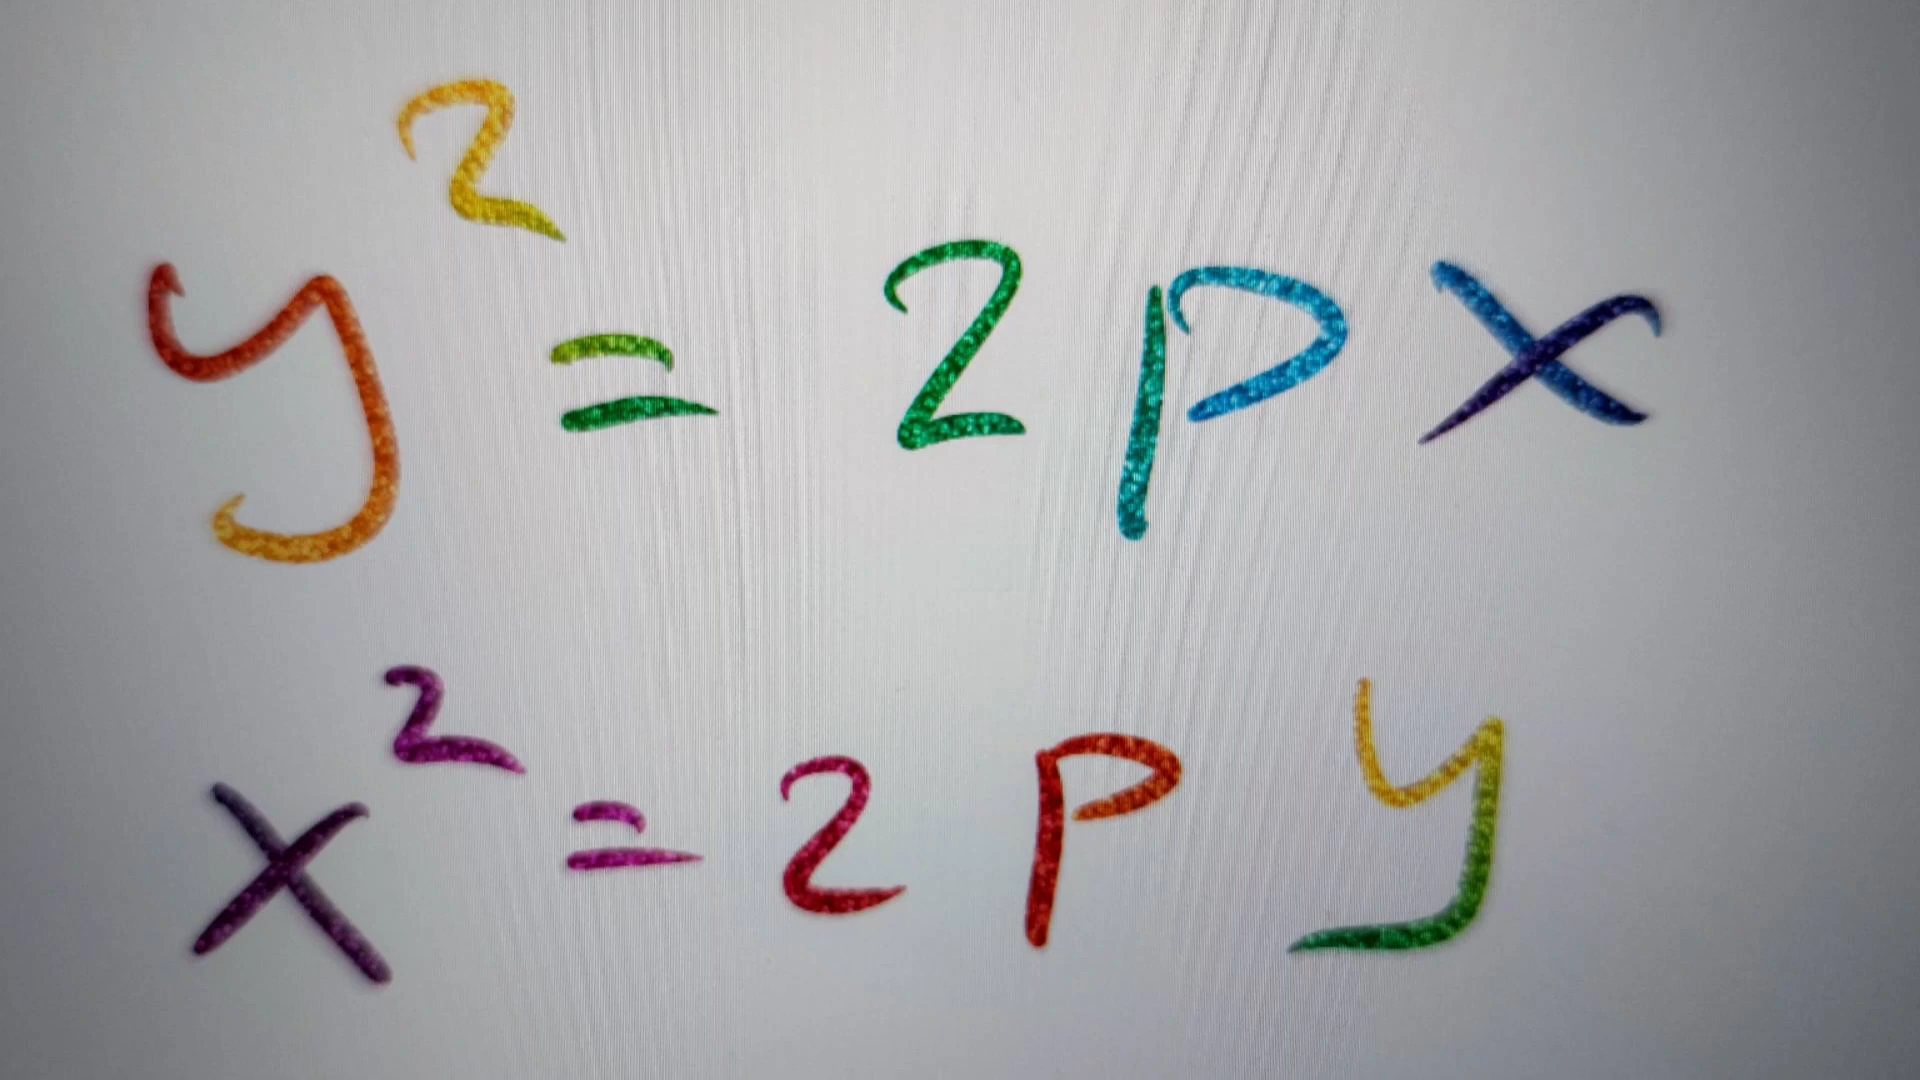 y² = 2px
x² = 2py